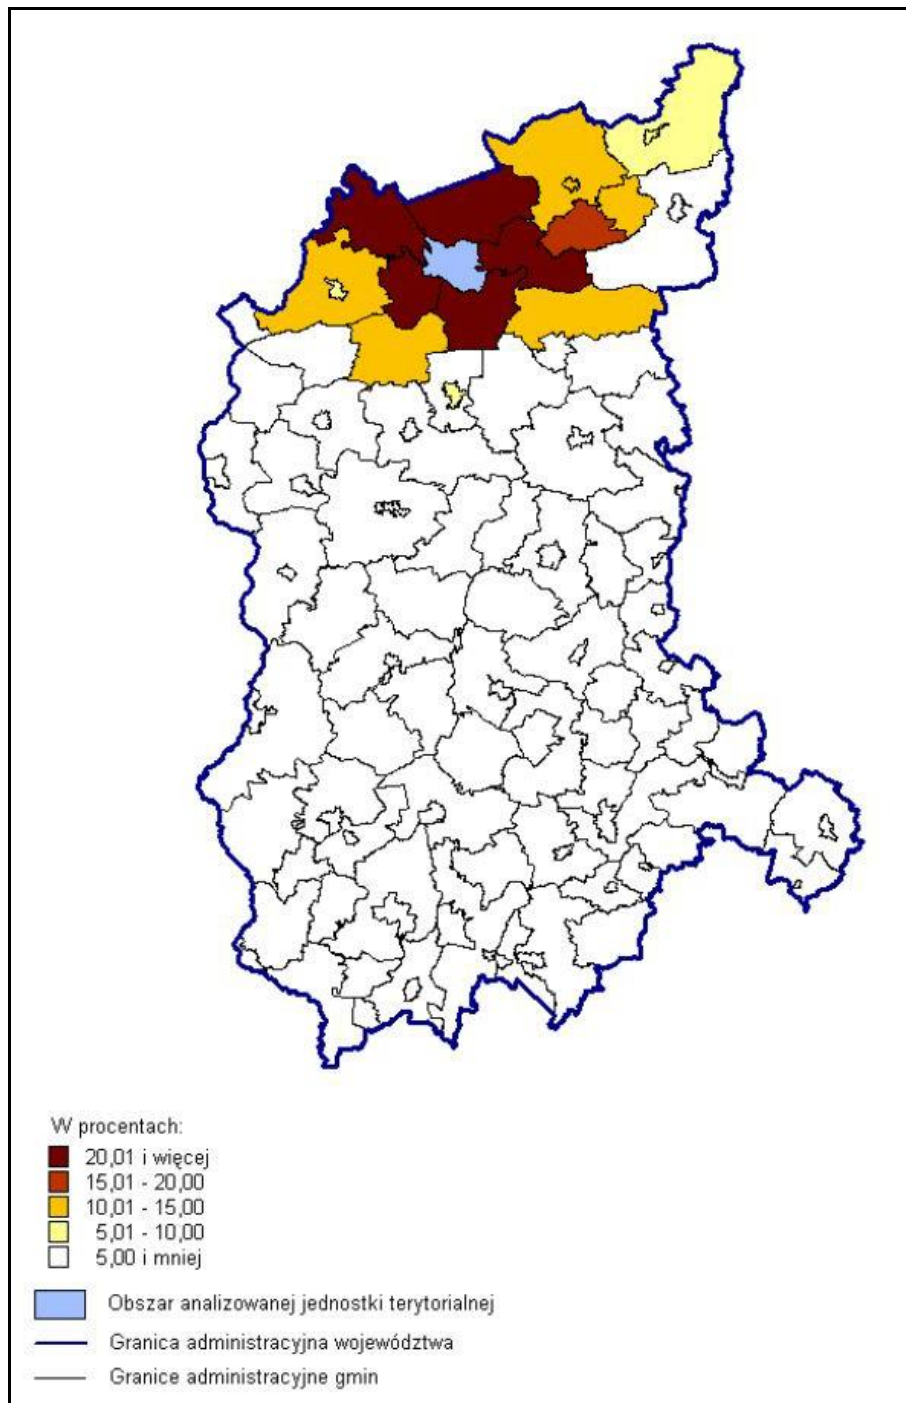 W procentach:
20,01 i więcej
15,01 - 20,00
10,01 - 15,00
5,01 - 10,00
5,00 i mniej
Obszar analizowanej jednostki terytorialnej
Granica administracyjna województwa
Granice administracyjne gmin